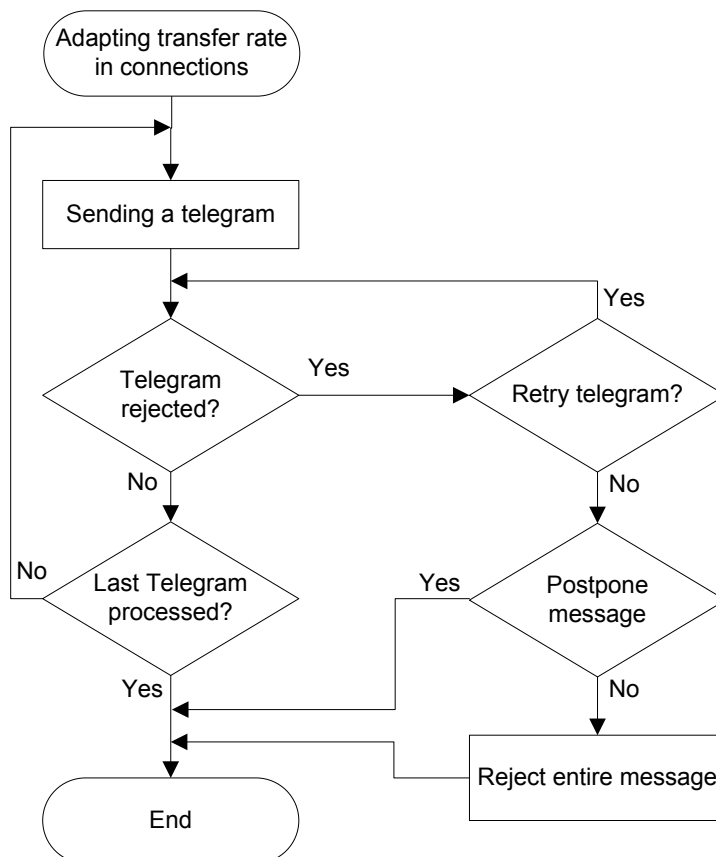 Adapting transfer rate
in connections
Sending a telegram
Yes
Telegram
rejected?
Yes
Retry telegram?
No
No
No
Last Telegram
processed?
Yes
Postpone
message
Yes
No
Reject entire message
End